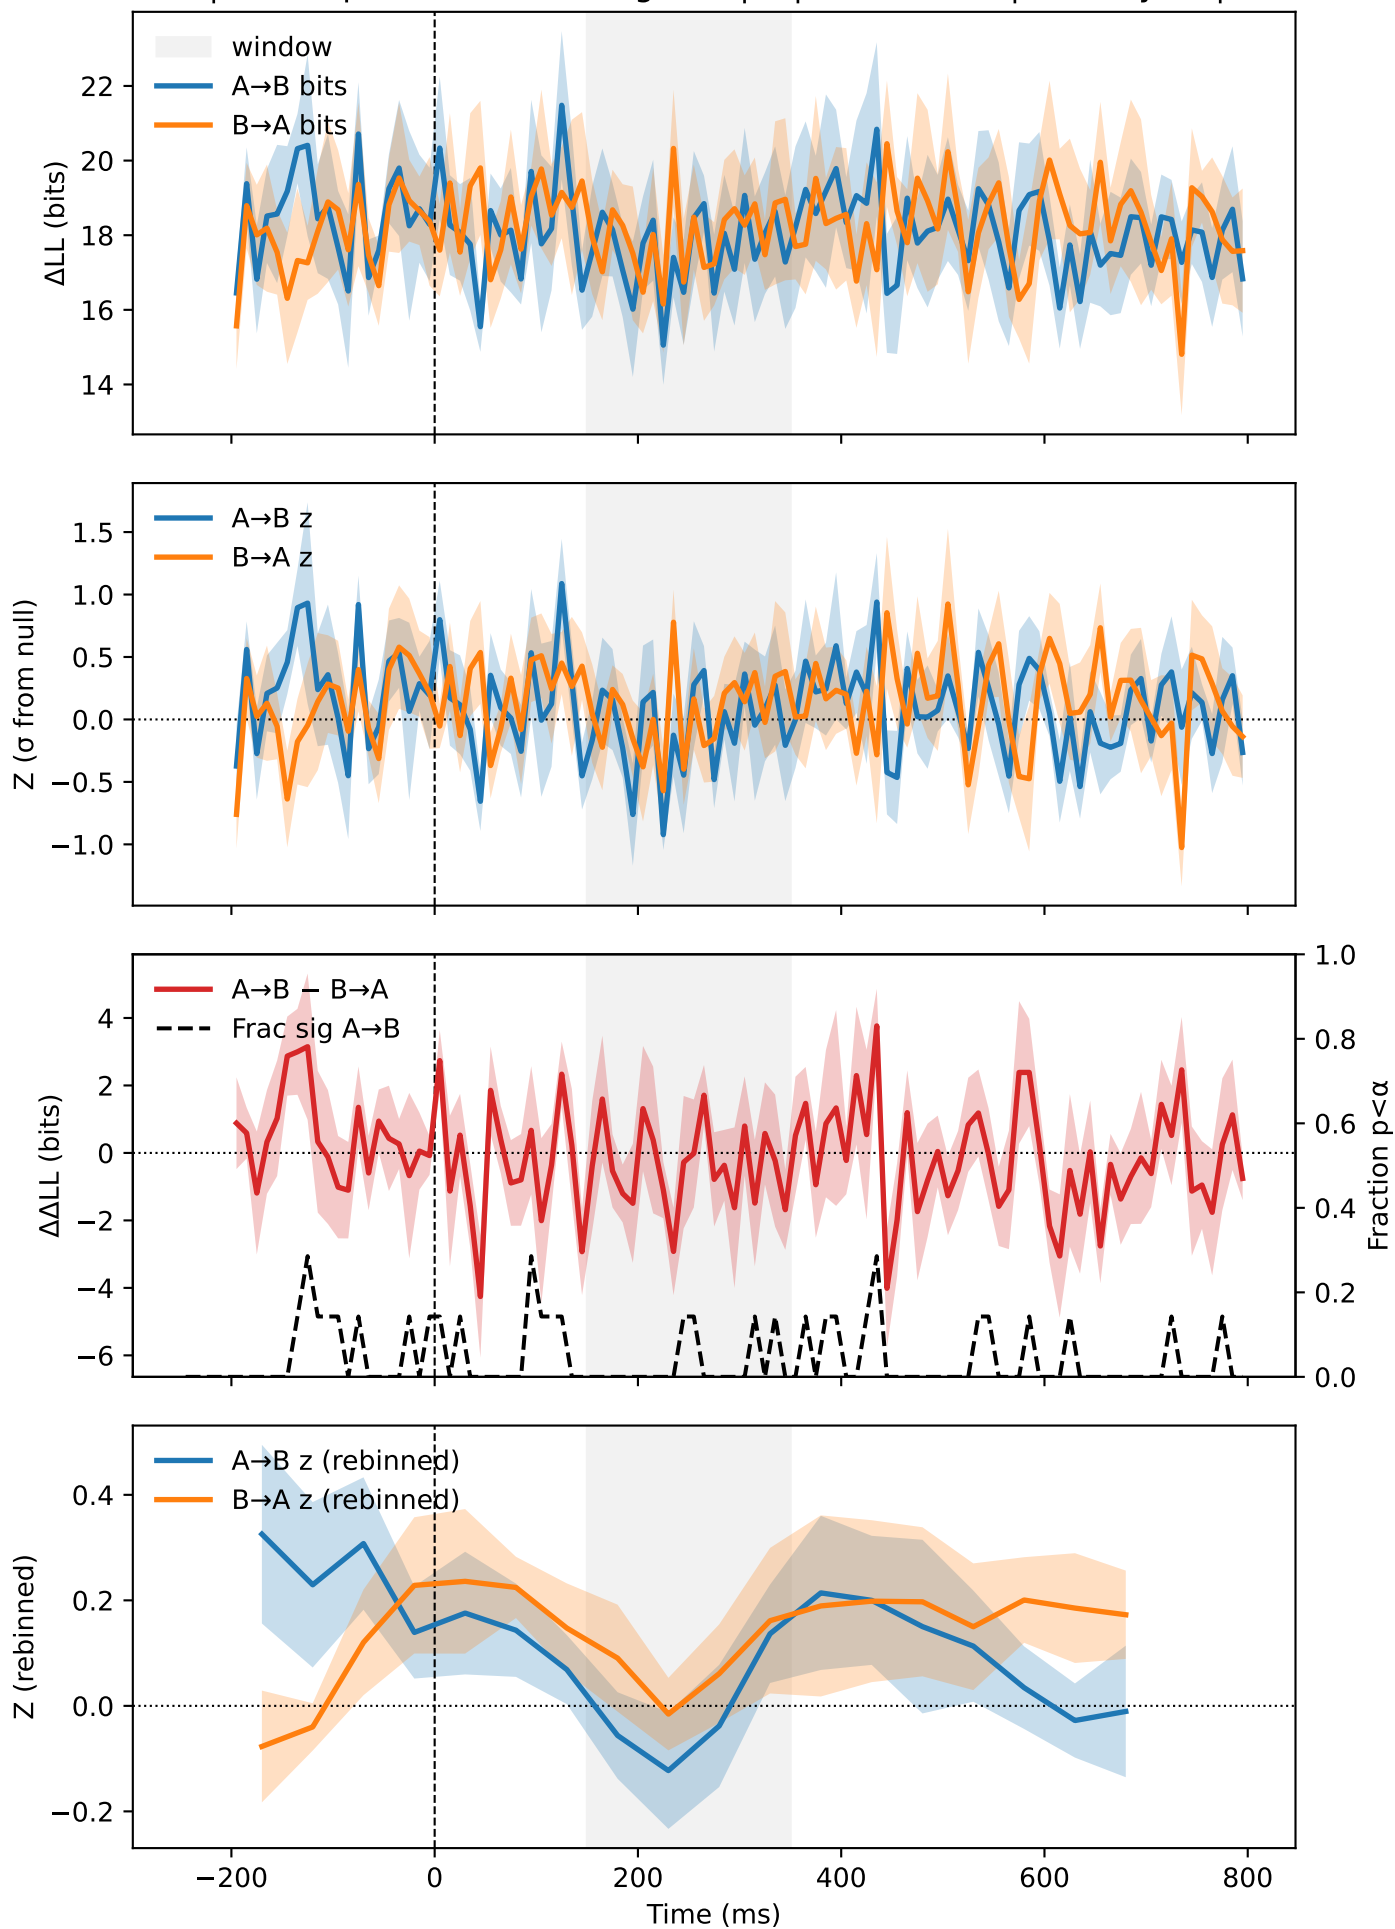 window
A→B bits
B→A bits
22
20
18
16
14
ΔLL (bits)
A→B z
B→A z
1.5
1.0
0.5
0.0
−0.5
−1.0
Z (σ from null)
A→B − B→A
Frac sig A→B
4
2
0
−2
−4
−6
ΔΔLL (bits)
1.0
0.8
0.6
0.4
0.2
0.0
Fraction p<α
A→B z (rebinned)
B→A z (rebinned)
0.4
0.2
0.0
−0.2
Z (rebinned)
−200 0 200 400 600 800
Time (ms)